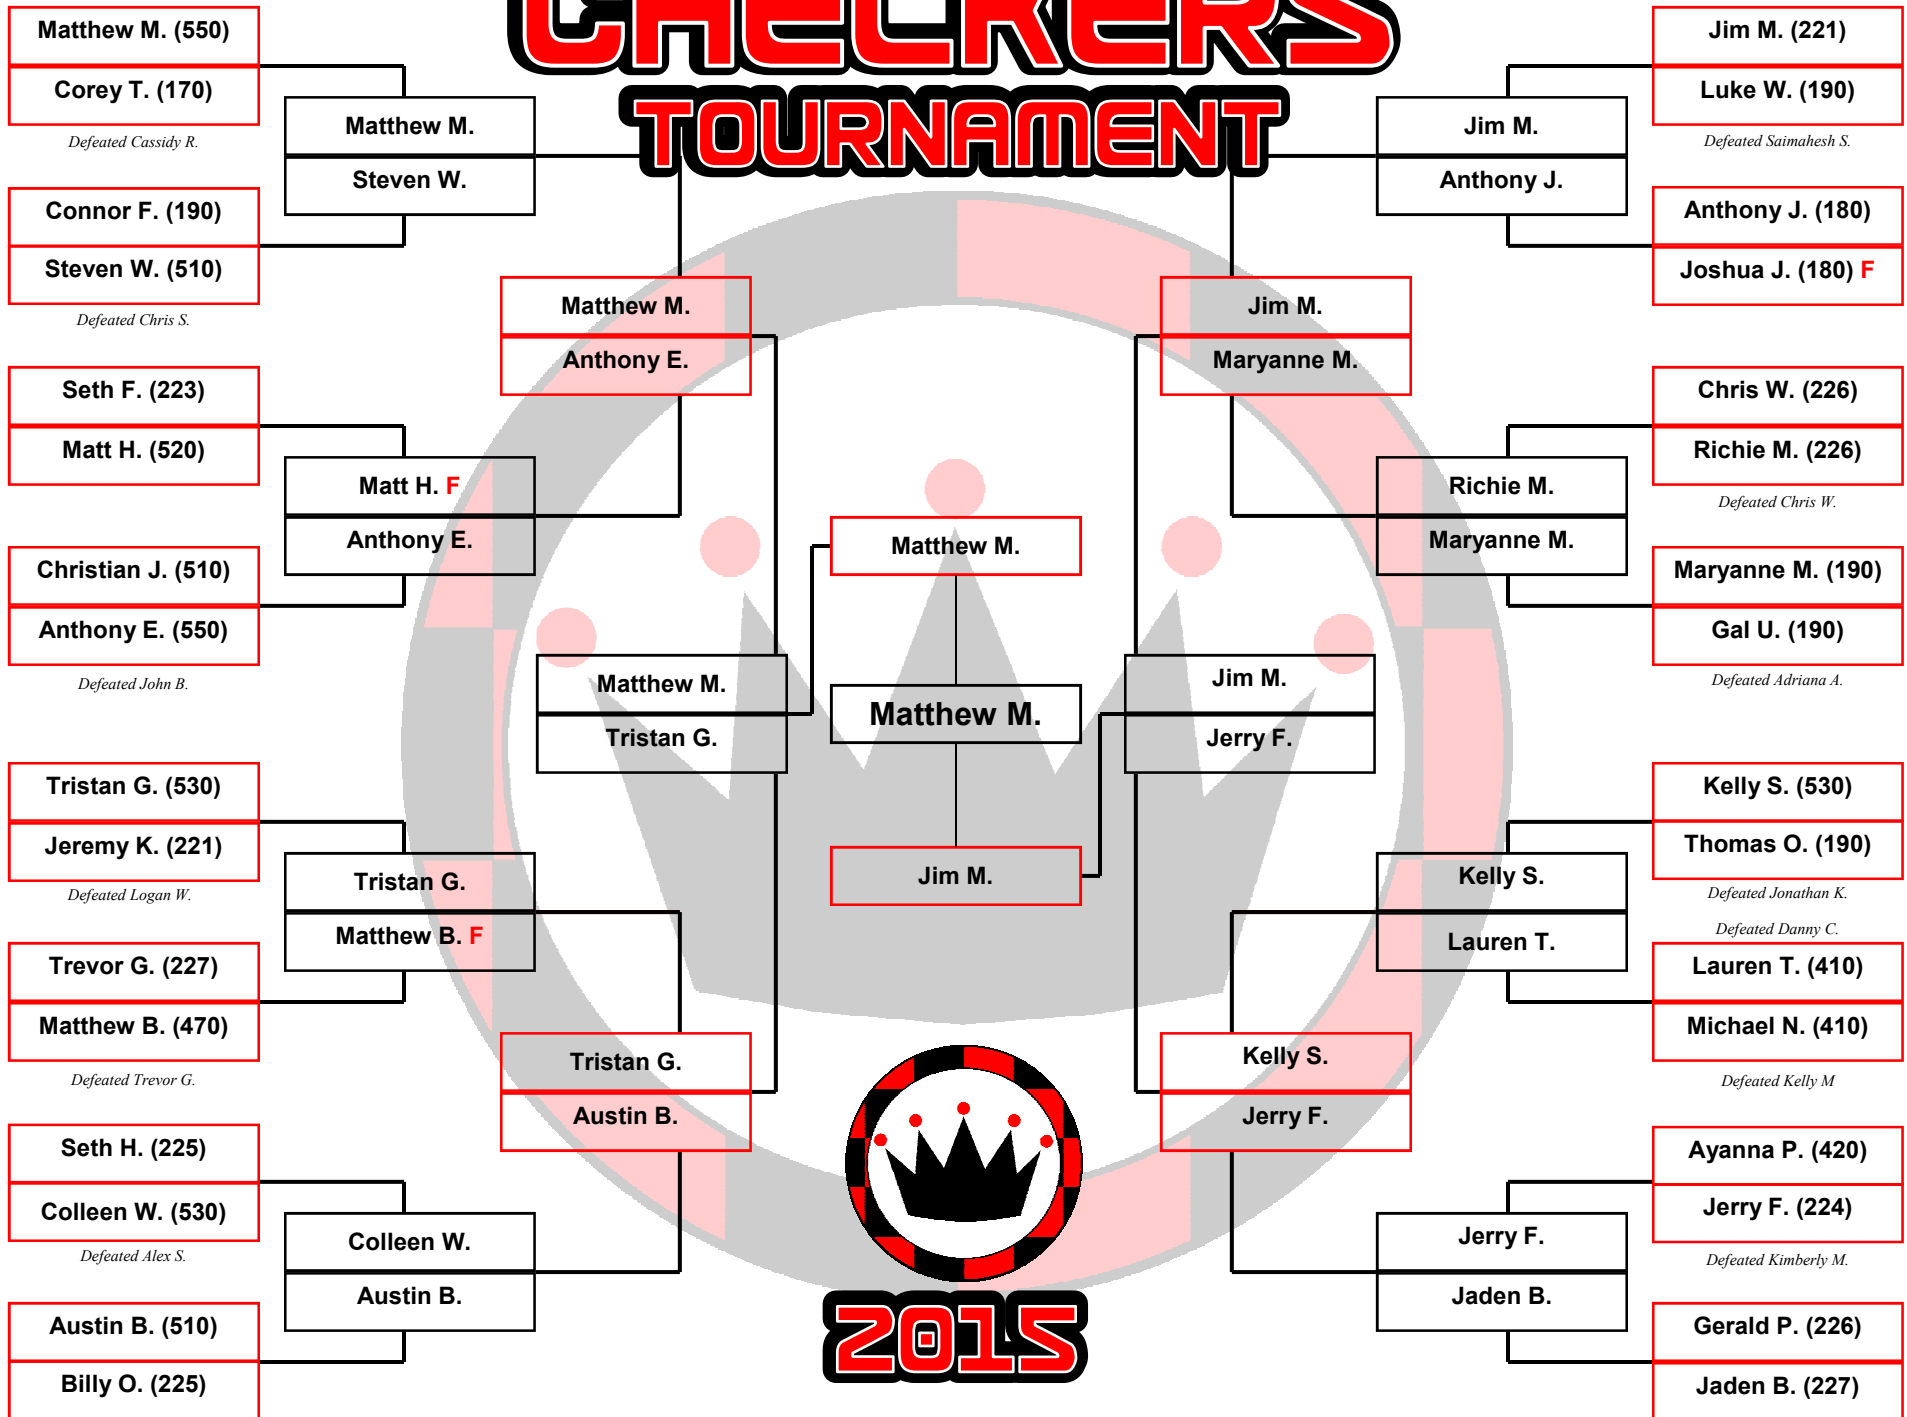 CHECKERS
TOURNAMENT
Matthew M. (550)
Corey T. (170)
Defeated Cassidy R.
Connor F. (190)
Steven W. (510)
Defeated Chris S.
Seth F. (223)
Matt H. (520)
Christian J. (510)
Anthony E. (550)
Defeated John B.
Tristan G. (530)
Jeremy K. (221)
Defeated Logan W.
Trevor G. (227)
Matthew B. (470)
Defeated Trevor G.
Seth H. (225)
Colleen W. (530)
Defeated Alex S.
Austin B. (510)
Billy O. (225)
Matthew M.
Steven W.
Matt H. F
Anthony E.
Tristan G.
Matthew B. F
Colleen W.
Austin B.
Matthew M.
Anthony E.
Tristan G.
Austin B.
Matthew M.
Tristan G.
Matthew M.
Matthew M.
Jim M.
Jim M.
Jerry F.
Jim M.
Maryanne M.
Kelly S.
Jerry F.
Jim M.
Anthony J.
Richie M.
Maryanne M.
Kelly S.
Lauren T.
Jerry F.
Jaden B.
Jim M. (221)
Luke W. (190)
Defeated Saimahesh S.
Anthony J. (180)
Joshua J. (180) F
Chris W. (226)
Richie M. (226)
Defeated Chris W.
Maryanne M. (190)
Gal U. (190)
Defeated Adriana A.
Kelly S. (530)
Thomas O. (190)
Defeated Jonathan K.
Defeated Danny C.
Lauren T. (410)
Michael N. (410)
Defeated Kelly M
Ayanna P. (420)
Jerry F. (224)
Defeated Kimberly M.
Gerald P. (226)
Jaden B. (227)
2015